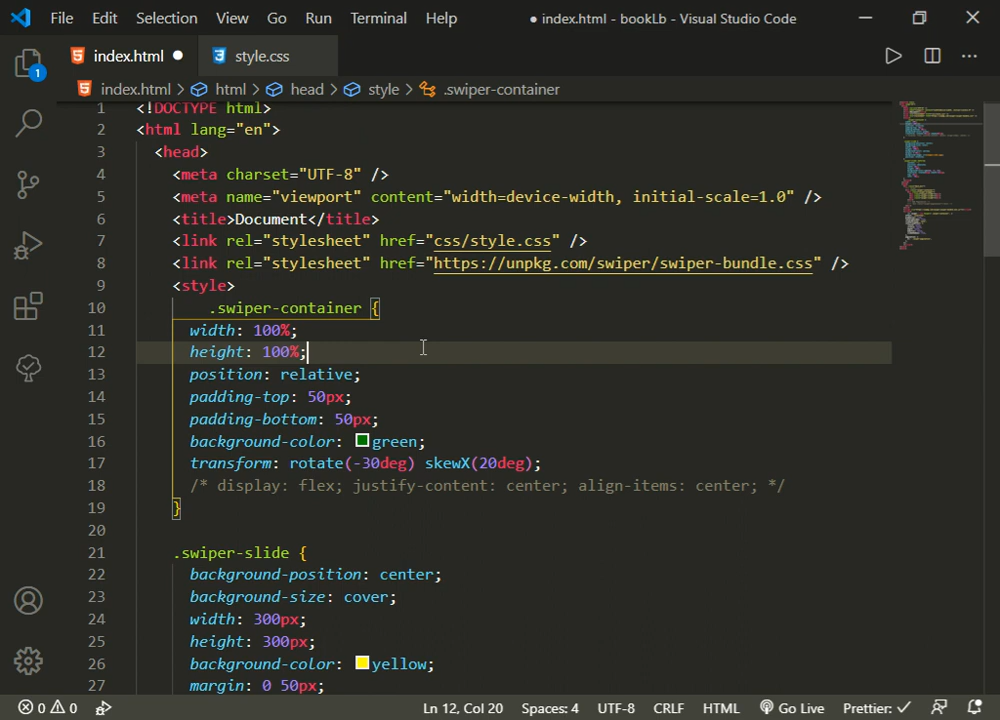 File Edit Selection View Go Run Terminal Help ● index.html - bookLb - Visual Studio Code
index.html ● style.css
index.html > html > head > style > .swiper-container
1 <!DOCTYPE html>
2 <html lang="en">
3 <head>
4 <meta charset="UTF-8" />
5 <meta name="viewport" content="width=device-width, initial-scale=1.0" />
6 <title>Document</title>
7 <link rel="stylesheet" href="css/style.css" />
8 <link rel="stylesheet" href="https://unpkg.com/swiper/swiper-bundle.css" />
9 <style>
10 .swiper-container {
11 width: 100%;
12 height: 100%;
13 position: relative;
14 padding-top: 50px;
15 padding-bottom: 50px;
16 background-color: green;
17 transform: rotate(-30deg) skewX(20deg);
18 /* display: flex; justify-content: center; align-items: center; */
19 }
20
21 .swiper-slide {
22 background-position: center;
23 background-size: cover;
24 width: 300px;
25 height: 300px;
26 background-color: yellow;
27 margin: 0 50px;
1
0 0 Ln 12, Col 20 Spaces: 4 UTF-8 CRLF HTML Go Live Prettier: ✓